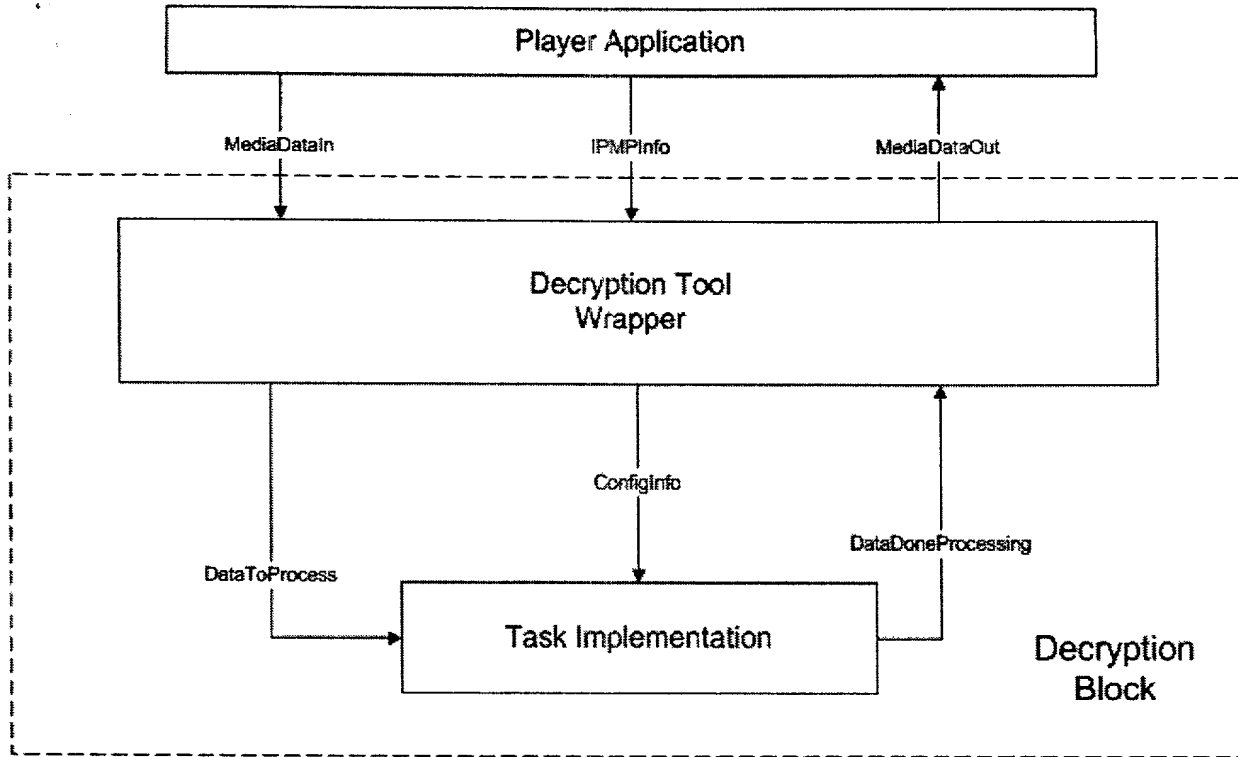 Player Application
MediaDataIn
IPMPInfo
MediaDataOut
Decryption Tool
Wrapper
ConfigInfo
DataDoneProcessing
DataToProcess
Task Implementation
Decryption
Block